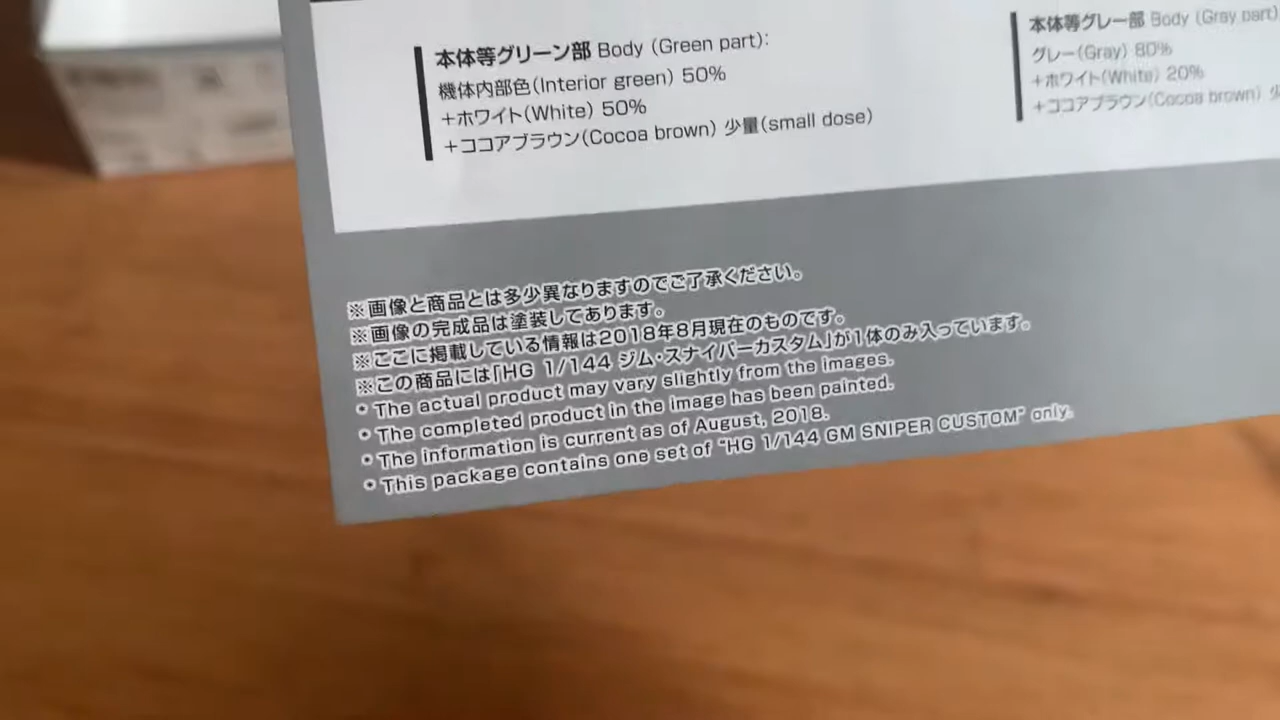 本体等グリーン部 Body (Green part):
機体内部色(Interior green) 50%
+ホワイト(White) 50%
+ココアブラウン(Cocoa brown) 少量(small dose)
本体等グレー部 Body (Gray part)
グレー(Gray) 80%
+ホワイト(White) 20%
+ココアブラウン(Cocoa brown) 少
※画像と商品とは多少異なりますのでご了承ください。
※画像の完成品は塗装してあります。
※ここに掲載している情報は2018年8月現在のものです。
※この商品には「HG 1/144 ジム・スナイパーカスタム」が1体のみ入っています。
• The actual product may vary slightly from the images.
• The completed product in the image has been painted.
• The information is current as of August, 2018.
• This package contains one set of "HG 1/144 GM SNIPER CUSTOM" only.